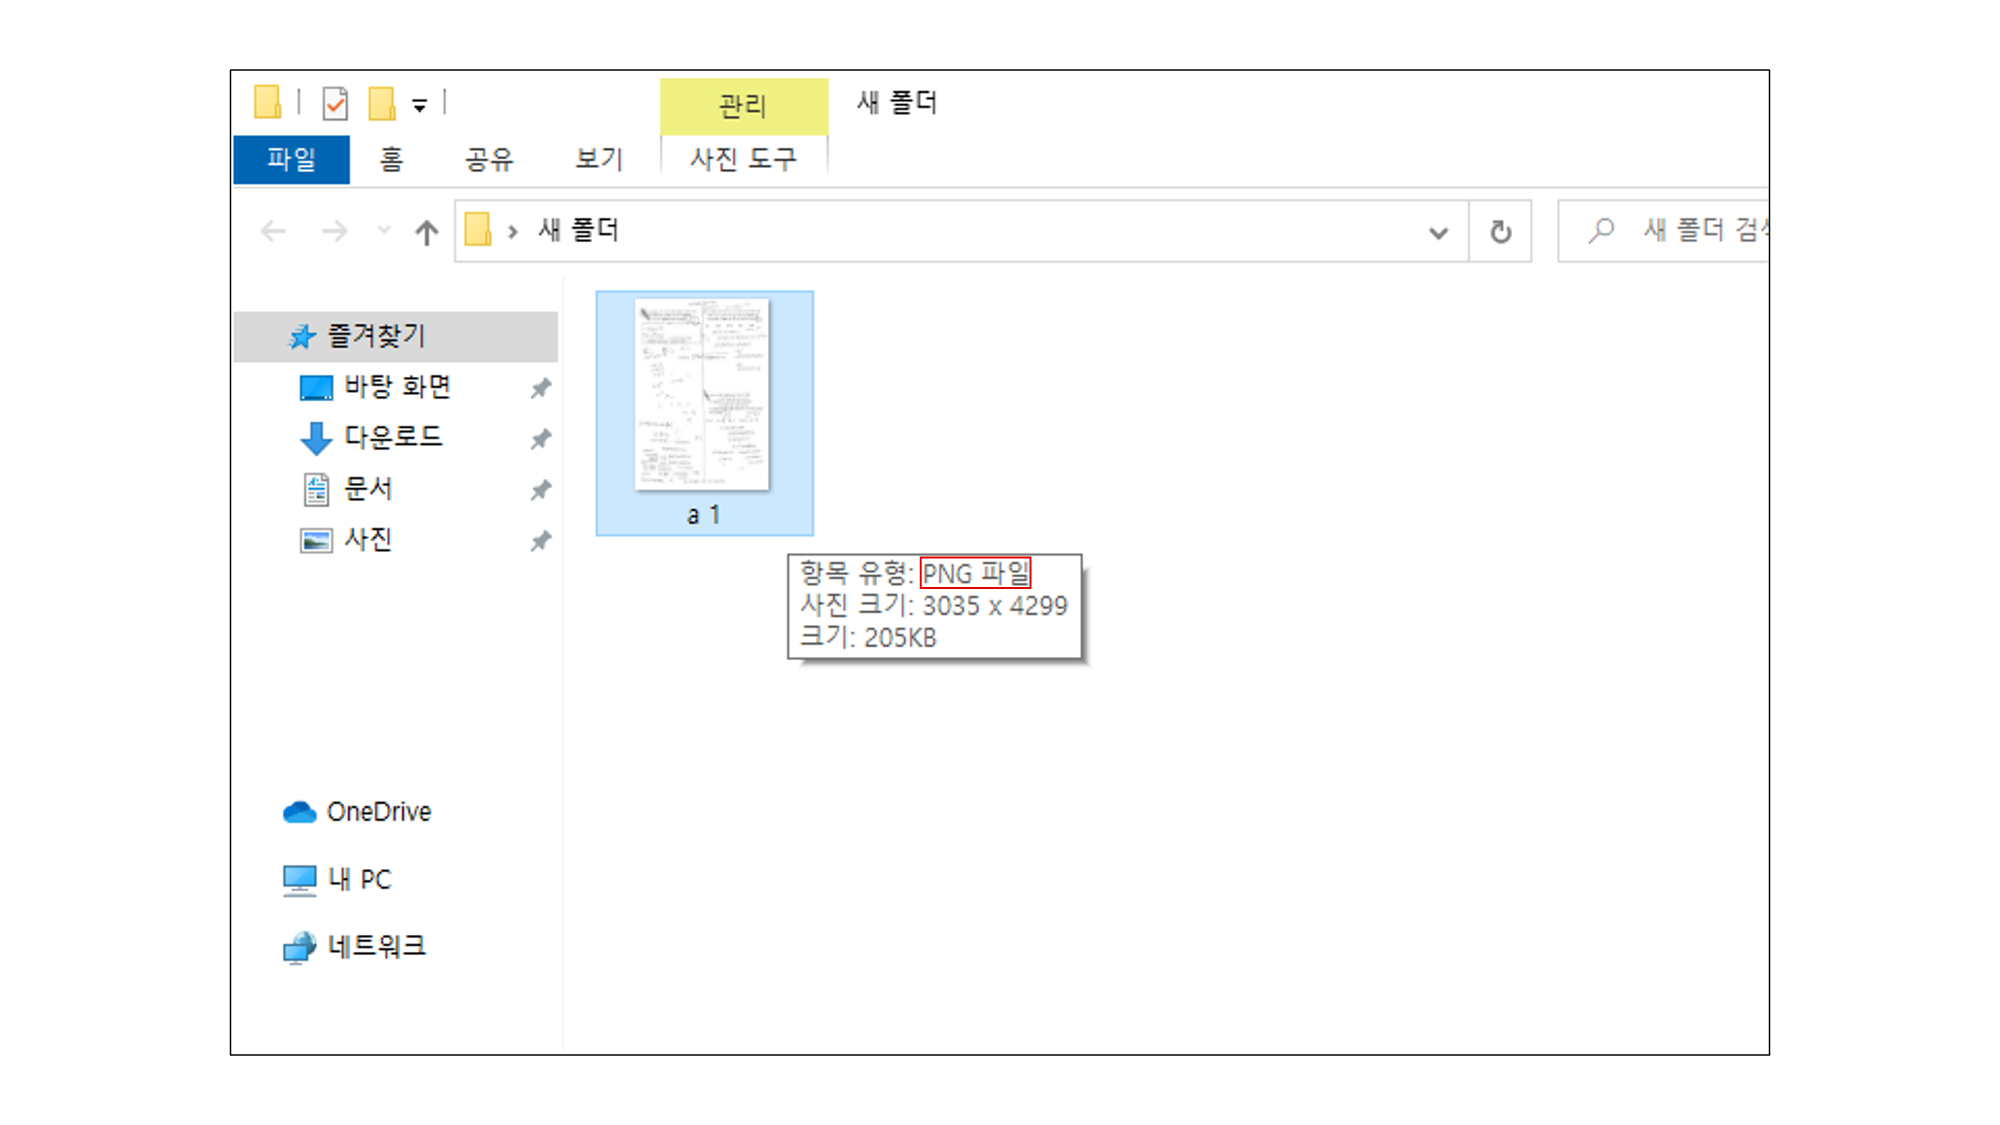 관리
새 폴더
파일
홈
공유
보기
사진 도구
새 폴더
새 폴더 검색
즐겨찾기
바탕 화면
다운로드
문서
사진
OneDrive
내 PC
네트워크
a 1
항목 유형: PNG 파일
사진 크기: 3035 x 4299
크기: 205KB